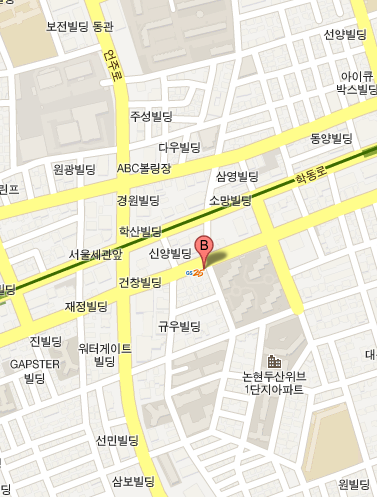 보전빌딩 동관
선양빌딩
언주로
아이큐
박스빌딩
주성빌딩
동양빌딩
다우빌딩
원광빌딩
ABC볼링장
삼영빌딩
학동로
린프
경원빌딩
소망빌딩
학산빌딩
B
서울세관앞
신양빌딩
GS25
건창빌딩
빌딩
재정빌딩
규우빌딩
진빌딩
워터게이트
빌딩
GAPSTER
빌딩
논현두산위브
1단지아파트
대
선민빌딩
삼보빌딩
원빌딩